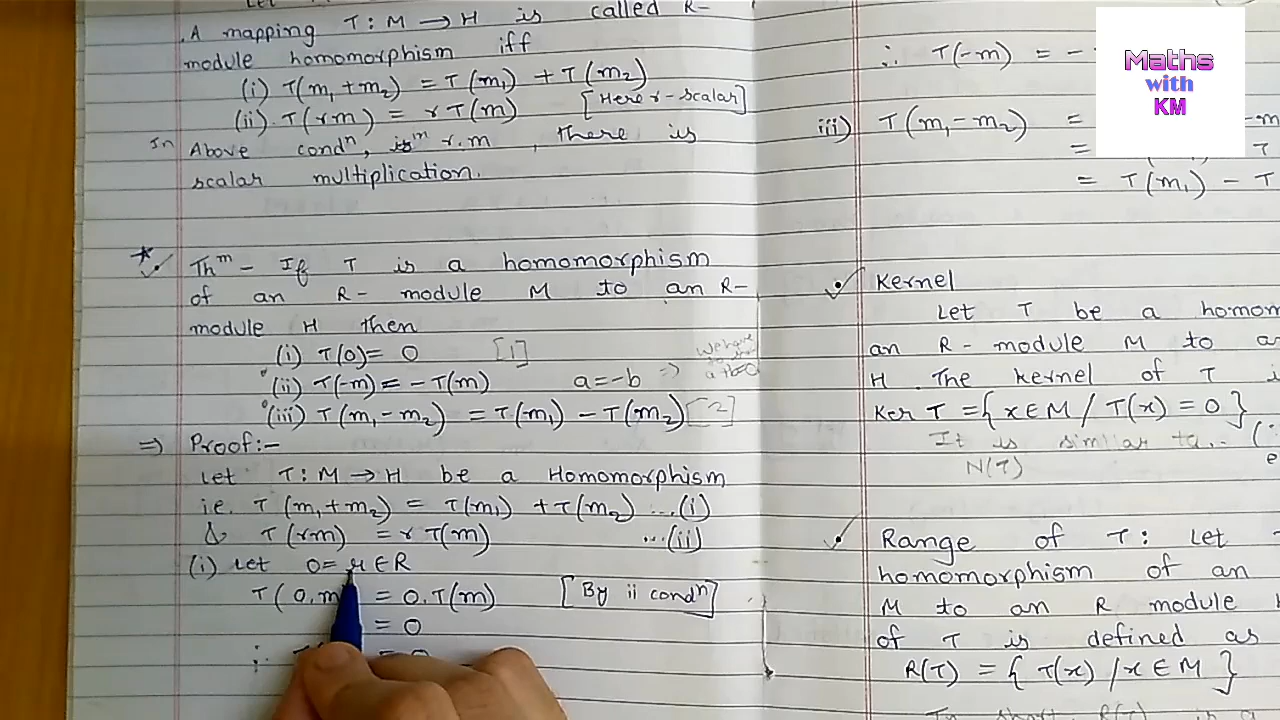 A mapping T : M → H is called R-
module homomorphism iff
(i) T(m₁ + m₂) = T(m₁) + T(m₂)
(ii) T(rm) = r T(m) [Here r - scalar]
In Above condⁿ, r.m, there is
scalar multiplication.
Thᵐ - If T is a homomorphism
of an R- module M to an R-
module H then
(i) T(0) = 0 [1]
(ii) T(-m) = - T(m) a = -b ⇒ We have
a+b=0
(iii) T(m₁ - m₂) = T(m₁) - T(m₂) [2]
⇒ Proof:-
Let T: M → H be a Homomorphism
i.e. T (m₁ + m₂) = T(m₁) + T(m₂) ...(i)
& T (rm) = r T(m) ...(ii)
(i) Let 0 = r ∈ R
T ( 0.m = 0. T(m) [By ii condⁿ]
= 0
∴ = 0
∴ T(-m) = -
iii) T(m₁ - m₂) =
= T
= T(m₁) - T
Kernel
Let T be a homom
an R- module M to a
H. The kernel of T i
Ker T = { x ∈ M / T(x) = 0 }
It is similar to..
N(T)
Range of T : Let
homomorphism of an
M to an R module
of T is defined as
R(T) = { T(x) / x ∈ M }
Maths
with
KM